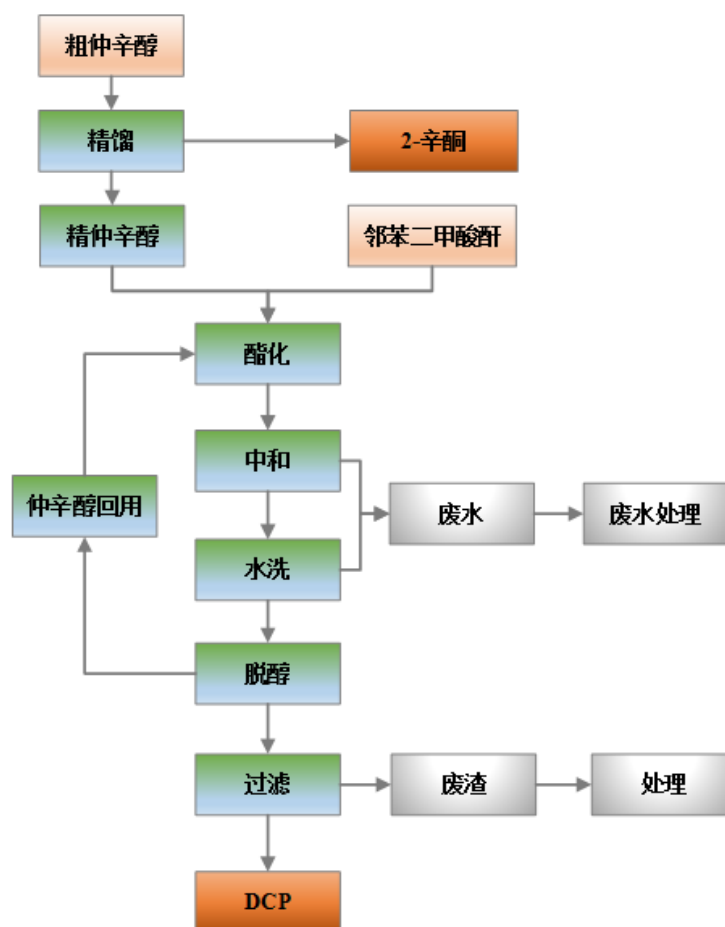 粗仲辛醇
精馏
2-辛酮
精仲辛醇
邻苯二甲酸酐
酯化
中和
仲辛醇回用
废水
废水处理
水洗
脱醇
过滤
废渣
处理
DCP